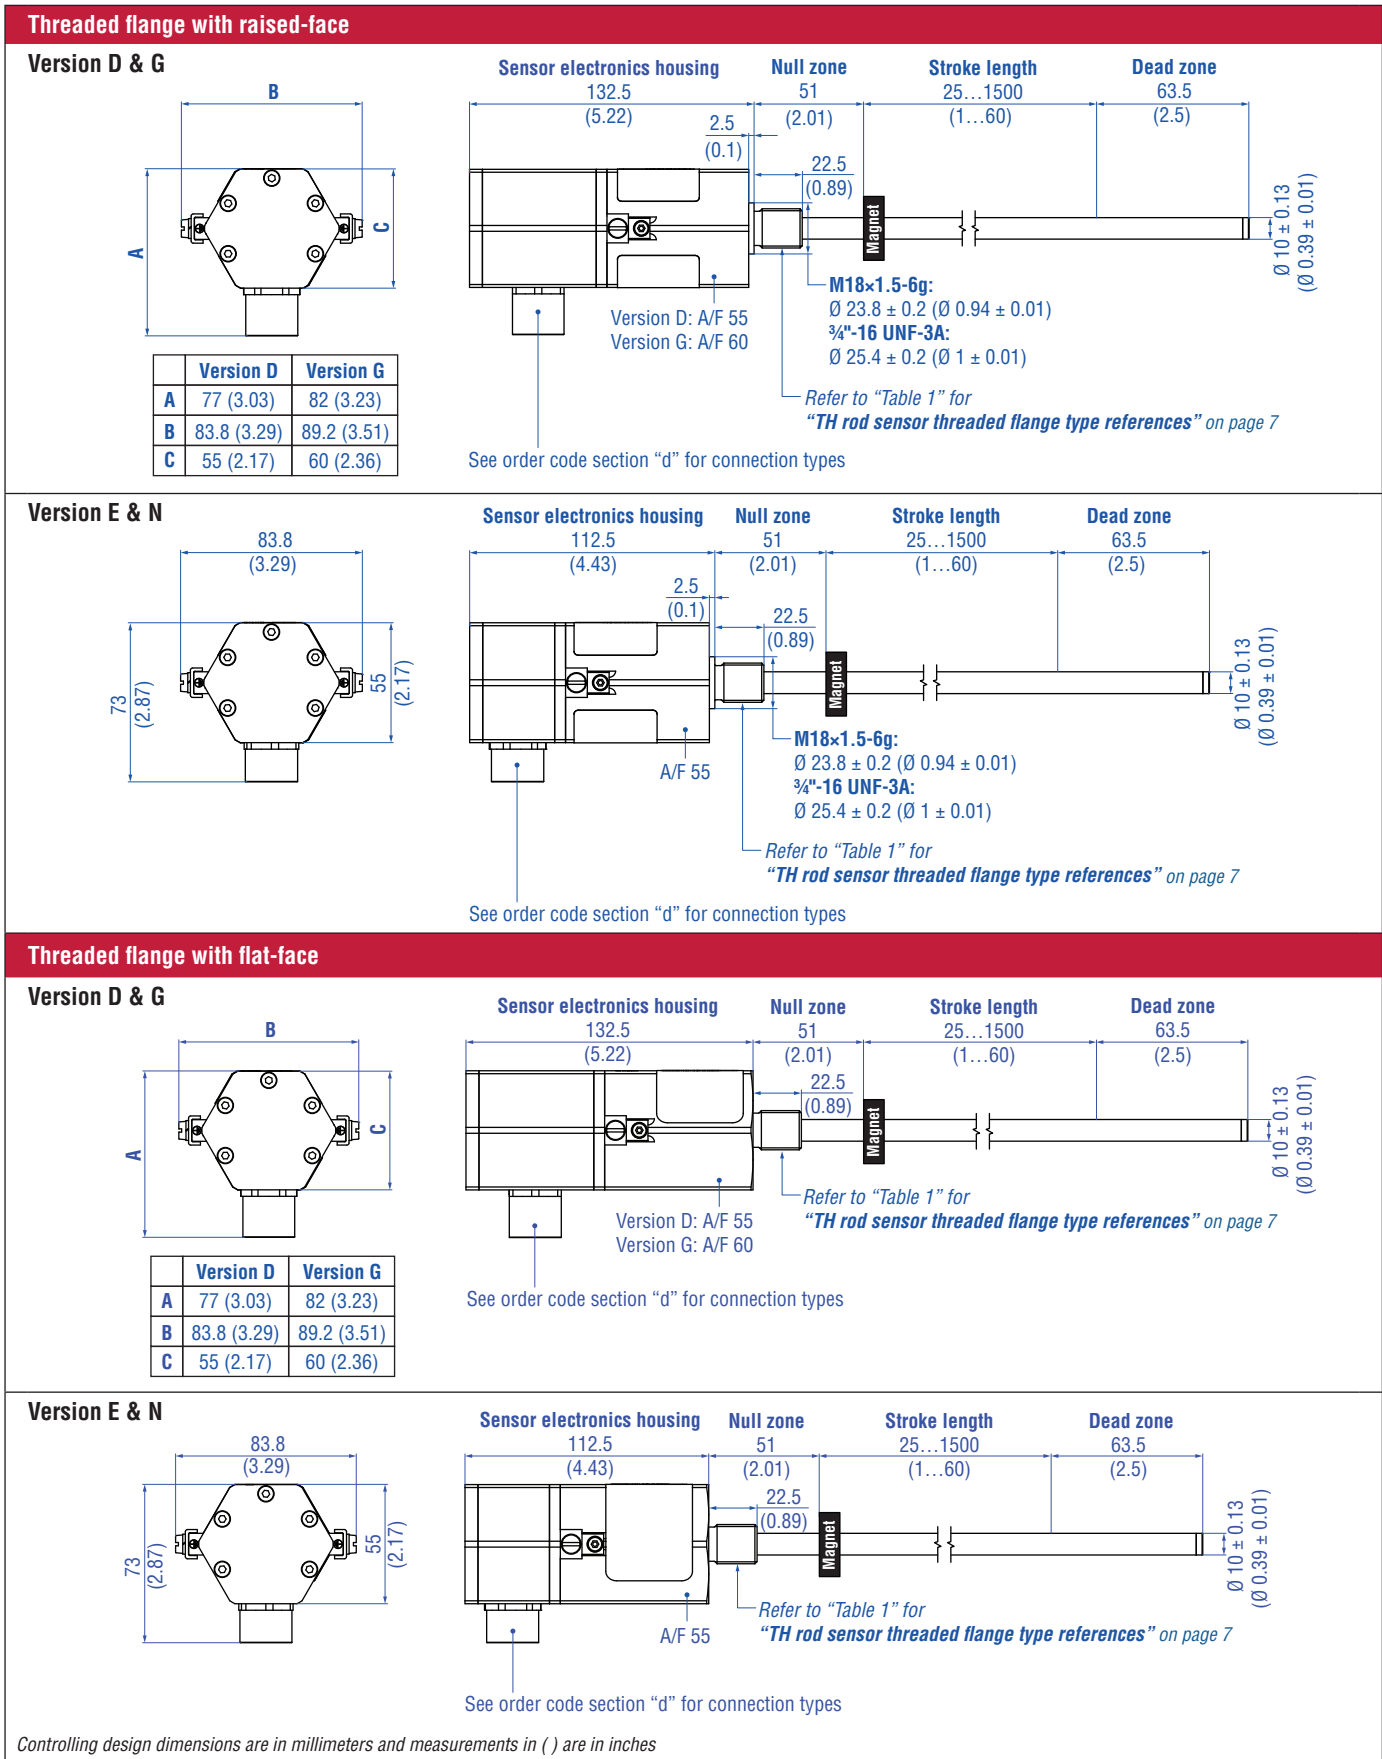 Threaded flange with raised-face
Version D & G
B
A
C
Sensor electronics housing
132.5
(5.22)
Null zone
51
(2.01)
Stroke length
25…1500
(1…60)
Dead zone
63.5
(2.5)
2.5
(0.1)
22.5
(0.89)
Magnet
Ø 10 ± 0.13
(Ø 0.39 ± 0.01)
M18×1.5-6g:
Ø 23.8 ± 0.2 (Ø 0.94 ± 0.01)
¾"-16 UNF-3A:
Ø 25.4 ± 0.2 (Ø 1 ± 0.01)
Version D: A/F 55
Version G: A/F 60
Refer to “Table 1” for
“TH rod sensor threaded flange type references” on page 7
See order code section “d” for connection types
Version D Version G
A 77 (3.03) 82 (3.23)
B 83.8 (3.29) 89.2 (3.51)
C 55 (2.17) 60 (2.36)
Version E & N
83.8
(3.29)
73
(2.87)
55
(2.17)
Sensor electronics housing
112.5
(4.43)
Null zone
51
(2.01)
Stroke length
25…1500
(1…60)
Dead zone
63.5
(2.5)
2.5
(0.1)
22.5
(0.89)
Magnet
Ø 10 ± 0.13
(Ø 0.39 ± 0.01)
A/F 55
M18×1.5-6g:
Ø 23.8 ± 0.2 (Ø 0.94 ± 0.01)
¾"-16 UNF-3A:
Ø 25.4 ± 0.2 (Ø 1 ± 0.01)
Refer to “Table 1” for
“TH rod sensor threaded flange type references” on page 7
See order code section “d” for connection types
Threaded flange with flat-face
Version D & G
B
A
C
Sensor electronics housing
132.5
(5.22)
Null zone
51
(2.01)
Stroke length
25…1500
(1…60)
Dead zone
63.5
(2.5)
22.5
(0.89)
Magnet
Ø 10 ± 0.13
(Ø 0.39 ± 0.01)
Version D: A/F 55
Version G: A/F 60
Refer to “Table 1” for
“TH rod sensor threaded flange type references” on page 7
See order code section “d” for connection types
Version D Version G
A 77 (3.03) 82 (3.23)
B 83.8 (3.29) 89.2 (3.51)
C 55 (2.17) 60 (2.36)
Version E & N
83.8
(3.29)
73
(2.87)
55
(2.17)
Sensor electronics housing
112.5
(4.43)
Null zone
51
(2.01)
Stroke length
25…1500
(1…60)
Dead zone
63.5
(2.5)
22.5
(0.89)
Magnet
Ø 10 ± 0.13
(Ø 0.39 ± 0.01)
A/F 55
Refer to “Table 1” for
“TH rod sensor threaded flange type references” on page 7
See order code section “d” for connection types
Controlling design dimensions are in millimeters and measurements in ( ) are in inches